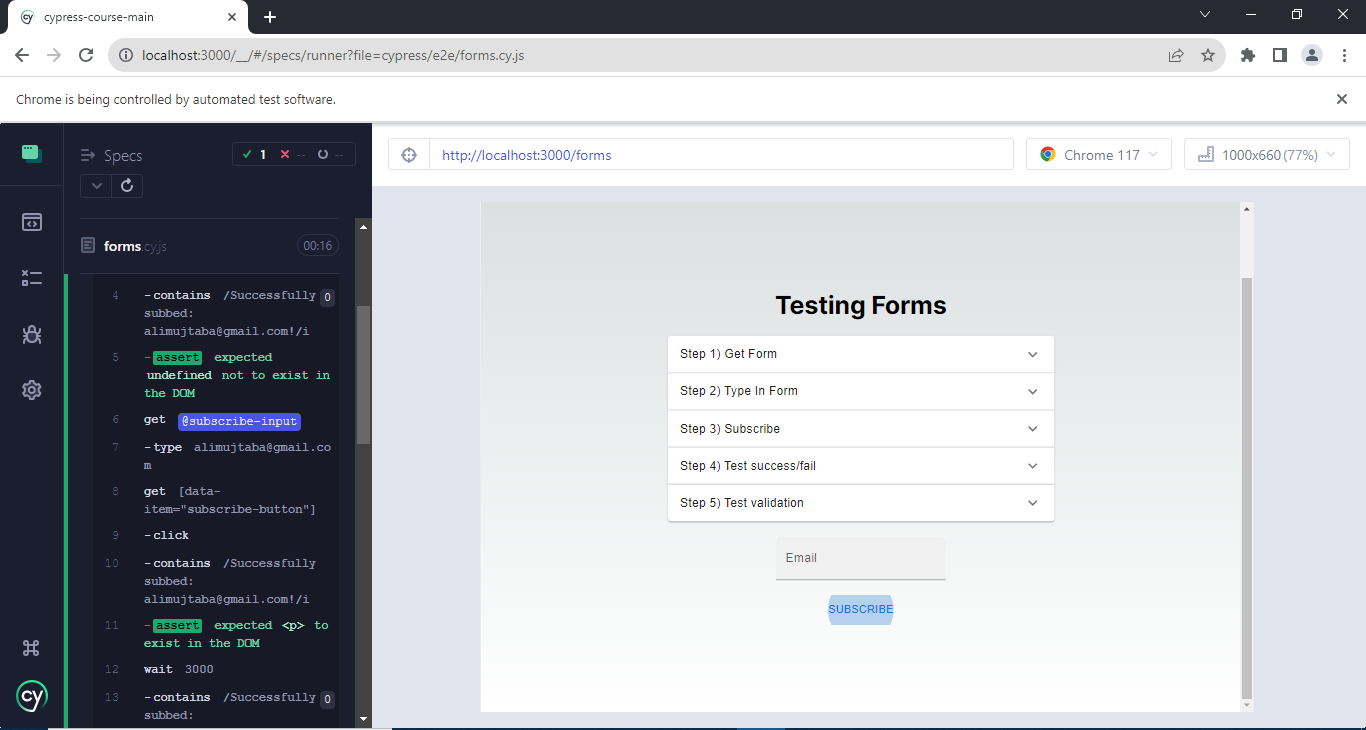 cypress-course-main
localhost:3000/__/#/specs/runner?file=cypress/e2e/forms.cy.js
Chrome is being controlled by automated test software.
Specs
1 -- --
forms.cy.js 00:16
4 -contains /Successfully 0
subbed:
alimujtaba@gmail.com!/i
5 -assert expected
undefined not to exist in
the DOM
6 get @subscribe-input
7 -type alimujtaba@gmail.co
m
8 get [data-
item="subscribe-button"]
9 -click
10 -contains /Successfully
subbed:
alimujtaba@gmail.com!/i
11 -assert expected <p> to
exist in the DOM
12 wait 3000
13 -contains /Successfully 0
subbed:
cy
http://localhost:3000/forms
Chrome 117
1000x660 (77%)
Testing Forms
Step 1) Get Form
Step 2) Type In Form
Step 3) Subscribe
Step 4) Test success/fail
Step 5) Test validation
Email
SUBSCRIBE